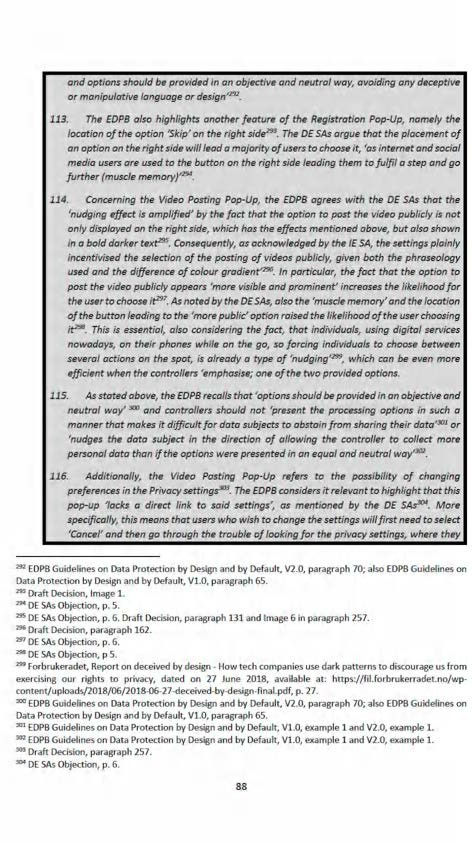 and options should be provided in an objective and neutral way, avoiding any deceptive
or manipulative language or design'292.
113. The EDPB also highlights another feature of the Registration Pop-Up, namely the
location of the option 'Skip' on the right side293. The DE SAs argue that the placement of
an option on the right side will lead a majority of users to choose it, 'as internet and social
media users are used to the button on the right side leading them to fulfil a step and go
further (muscle memory)'294.
114. Concerning the Video Posting Pop-Up, the EDPB agrees with the DE SAs that the
'nudging effect is amplified' by the fact that the option to post the video publicly is not
only displayed on the right side, which has the effects mentioned above, but also shown
in a bold darker text295. Consequently, as acknowledged by the IE SA, the settings plainly
incentivised the selection of the posting of videos publicly, given both the phraseology
used and the difference of colour gradient'296. In particular, the fact that the option to
post the video publicly appears 'more visible and prominent' increases the likelihood for
the user to choose it297. As noted by the DE SAs, also the 'muscle memory' and the location
of the button leading to the 'more public' option raised the likelihood of the user choosing
it298. This is essential, also considering the fact, that individuals, using digital services
nowadays, on their phones while on the go, so forcing individuals to choose between
several actions on the spot, is already a type of 'nudging'299, which can be even more
efficient when the controllers 'emphasise; one of the two provided options.
115. As stated above, the EDPB recalls that 'options should be provided in an objective and
neutral way' 300 and controllers should not 'present the processing options in such a
manner that makes it difficult for data subjects to abstain from sharing their data'301 or
'nudges the data subject in the direction of allowing the controller to collect more
personal data than if the options were presented in an equal and neutral way'302.
116. Additionally, the Video Posting Pop-Up refers to the possibility of changing
preferences in the Privacy settings303. The EDPB considers it relevant to highlight that this
pop-up 'lacks a direct link to said settings', as mentioned by the DE SAs304. More
specifically, this means that users who wish to change the settings will first need to select
'Cancel' and then go through the trouble of looking for the privacy settings, where they
292 EDPB Guidelines on Data Protection by Design and by Default, V2.0, paragraph 70; also EDPB Guidelines on
Data Protection by Design and by Default, V1.0, paragraph 65.
293 Draft Decision, Image 1.
294 DE SAs Objection, p. 5.
295 DE SAs Objection, p. 6. Draft Decision, paragraph 131 and Image 6 in paragraph 257.
296 Draft Decision, paragraph 162.
297 DE SAs Objection, p. 6.
298 DE SAs Objection, p 5.
299 Forbrukeradet, Report on deceived by design - How tech companies use dark patterns to discourage us from
exercising our rights to privacy, dated on 27 June 2018, available at: https://fil.forbrukerradet.no/wp-
content/uploads/2018/06/2018-06-27-deceived-by-design-final.pdf, p. 27.
300 EDPB Guidelines on Data Protection by Design and by Default, V2.0, paragraph 70; also EDPB Guidelines on
Data Protection by Design and by Default, V1.0, paragraph 65.
301 EDPB Guidelines on Data Protection by Design and by Default, V1.0, example 1 and V2.0, example 1.
302 EDPB Guidelines on Data Protection by Design and by Default, V1.0, example 1 and V2.0, example 1.
303 Draft Decision, paragraph 257.
304 DE SAs Objection, p. 6.
88